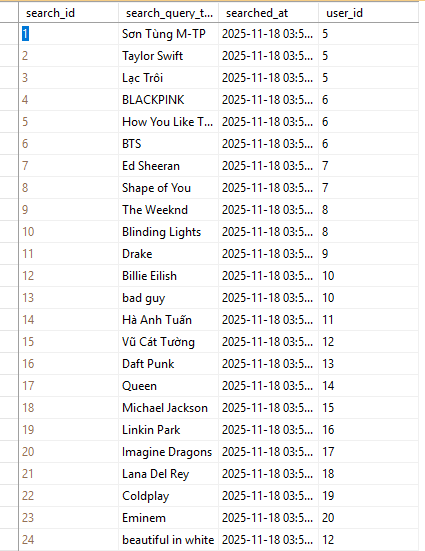 search_id search_query_t... searched_at user_id
1 Sơn Tùng M-TP 2025-11-18 03:5... 5
2 Taylor Swift 2025-11-18 03:5... 5
3 Lạc Trôi 2025-11-18 03:5... 5
4 BLACKPINK 2025-11-18 03:5... 6
5 How You Like T... 2025-11-18 03:5... 6
6 BTS 2025-11-18 03:5... 6
7 Ed Sheeran 2025-11-18 03:5... 7
8 Shape of You 2025-11-18 03:5... 7
9 The Weeknd 2025-11-18 03:5... 8
10 Blinding Lights 2025-11-18 03:5... 8
11 Drake 2025-11-18 03:5... 9
12 Billie Eilish 2025-11-18 03:5... 10
13 bad guy 2025-11-18 03:5... 10
14 Hà Anh Tuấn 2025-11-18 03:5... 11
15 Vũ Cát Tường 2025-11-18 03:5... 12
16 Daft Punk 2025-11-18 03:5... 13
17 Queen 2025-11-18 03:5... 14
18 Michael Jackson 2025-11-18 03:5... 15
19 Linkin Park 2025-11-18 03:5... 16
20 Imagine Dragons 2025-11-18 03:5... 17
21 Lana Del Rey 2025-11-18 03:5... 18
22 Coldplay 2025-11-18 03:5... 19
23 Eminem 2025-11-18 03:5... 20
24 beautiful in white 2025-11-18 03:5... 12